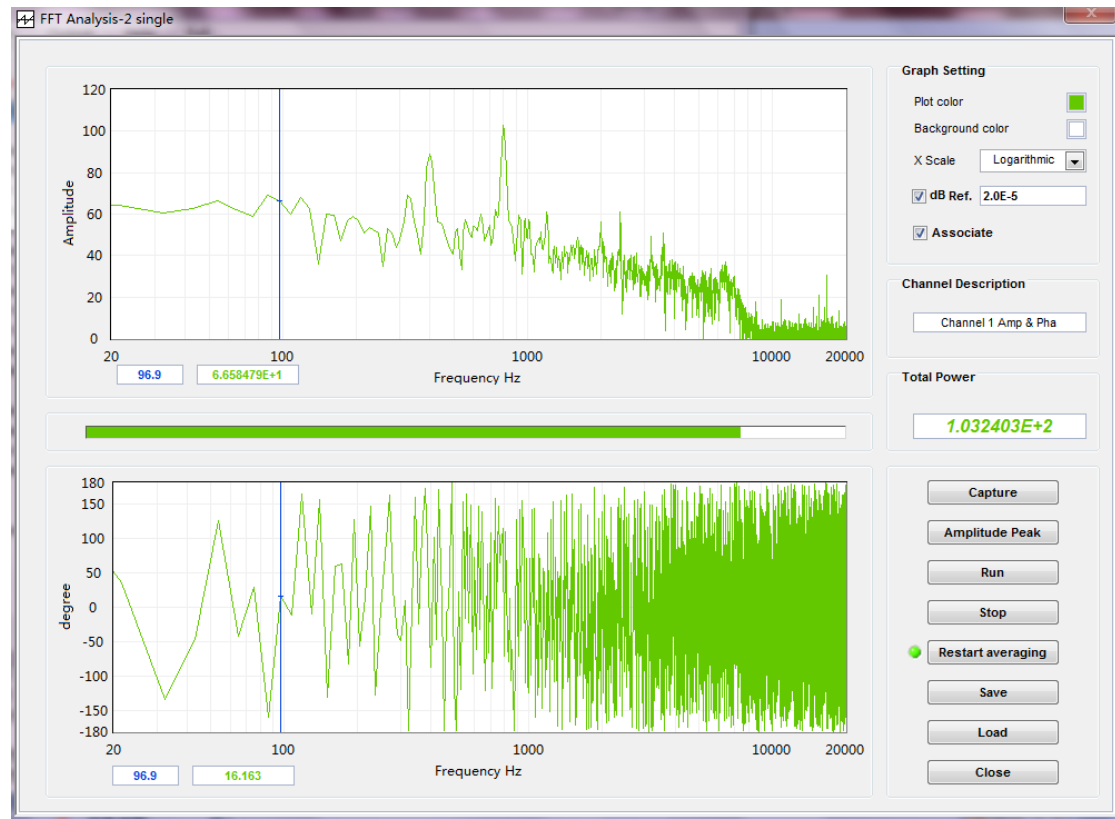 FFT Analysis-2 single
120
100
80
60
40
20
0
Amplitude
20 100 1000 10000 20000
Frequency Hz
96.9 6.658479E+1
180
150
100
50
0
-50
-100
-150
-180
degree
20 100 1000 10000 20000
Frequency Hz
96.9 16.163
Graph Setting
Plot color
Background color
X Scale Logarithmic
dB Ref. 2.0E-5
Associate
Channel Description
Channel 1 Amp & Pha
Total Power
1.032403E+2
Capture
Amplitude Peak
Run
Stop
Restart averaging
Save
Load
Close